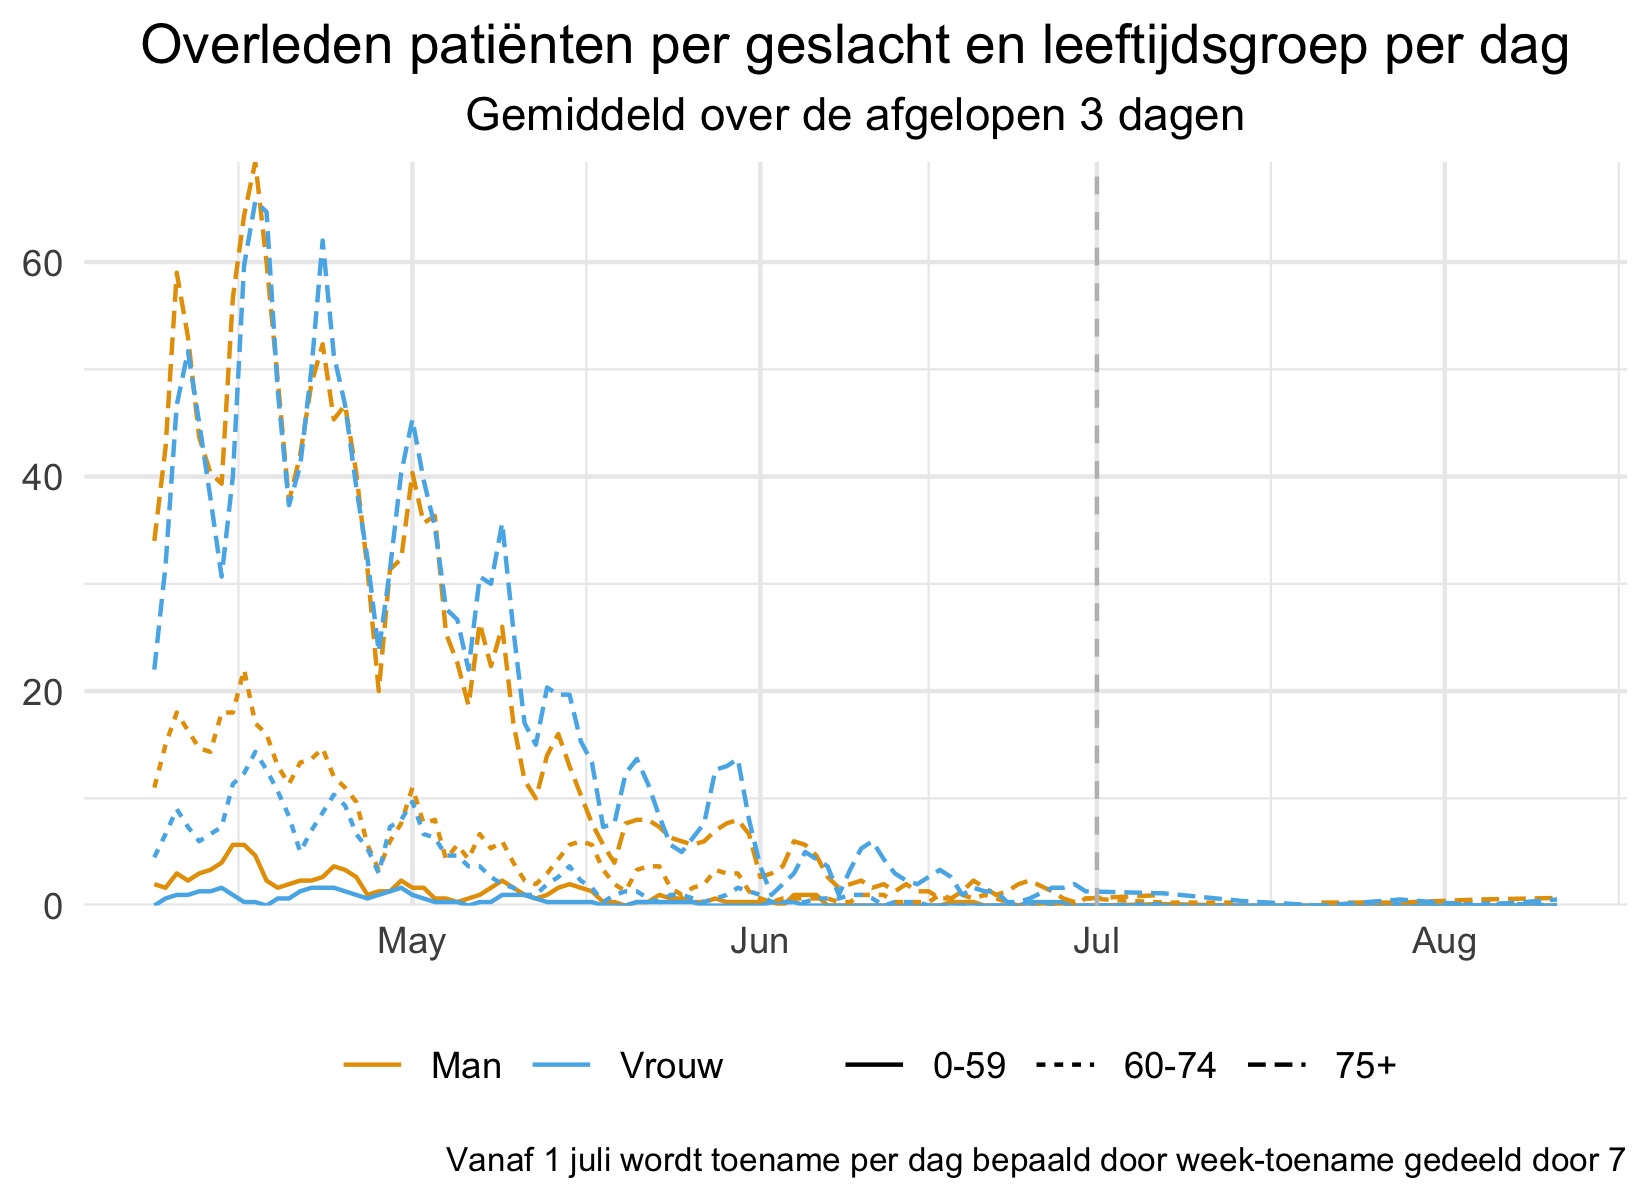 Overleden patiënten per geslacht en leeftijdsgroep per dag
Gemiddeld over de afgelopen 3 dagen
60
40
20
0
May Jun Jul Aug
Man Vrouw 0-59 60-74 75+
Vanaf 1 juli wordt toename per dag bepaald door week-toename gedeeld door 7